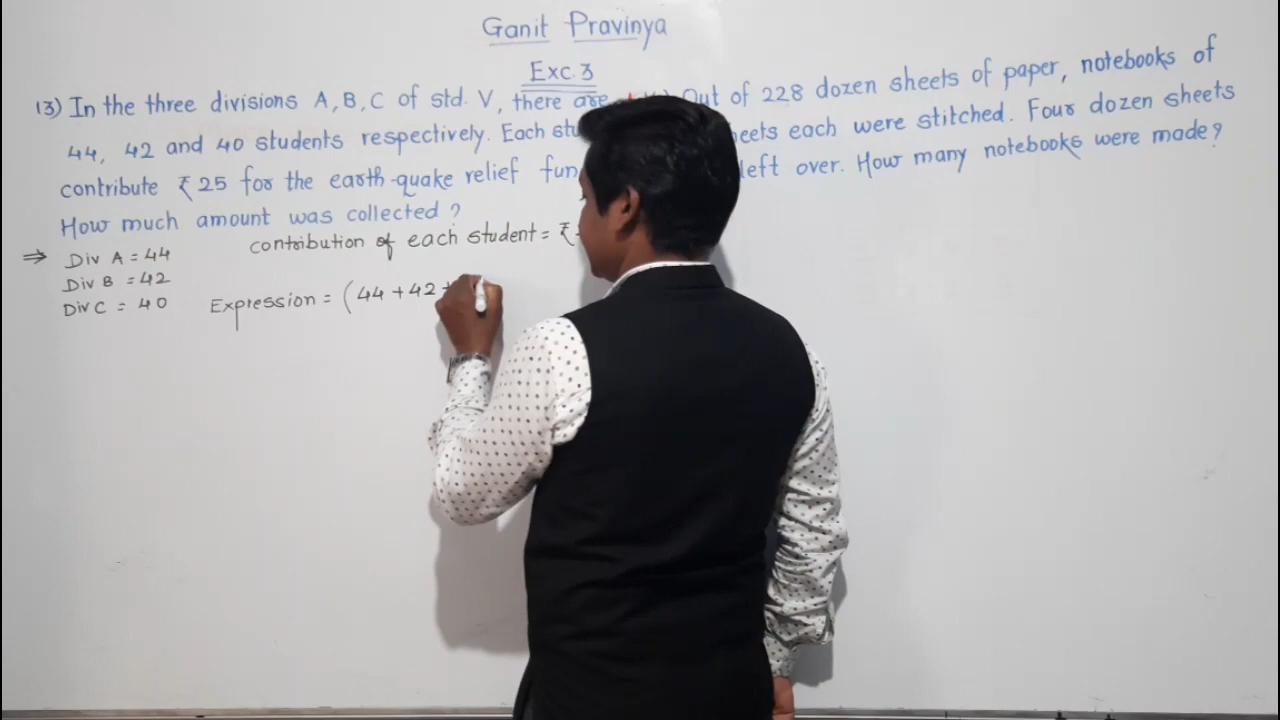 Ganit Pravinya
Exc. 3
13) In the three divisions A, B, C of std. V, there are
44, 42 and 40 students respectively. Each
contribute ₹ 25 for the earth-quake relief
How much amount was collected ?
Out of 228 dozen sheets of paper, notebooks of
each were stitched. Four dozen sheets
left over. How many notebooks were made?
⇒ Div A = 44
Div B = 42
Div C = 40
contribution of each student = ₹
Expression = (44 + 42 +